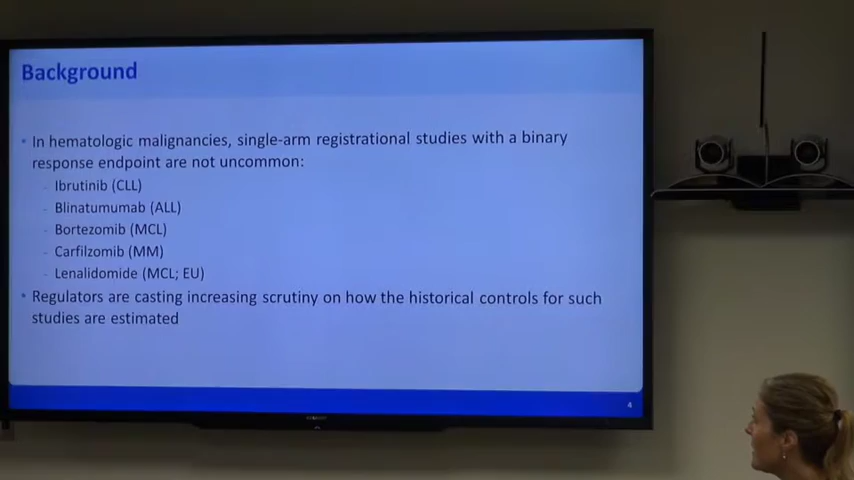 Background
• In hematologic malignancies, single-arm registrational studies with a binary
response endpoint are not uncommon:
- Ibrutinib (CLL)
- Blinatumumab (ALL)
- Bortezomib (MCL)
- Carfilzomib (MM)
- Lenalidomide (MCL; EU)
• Regulators are casting increasing scrutiny on how the historical controls for such
studies are estimated
4